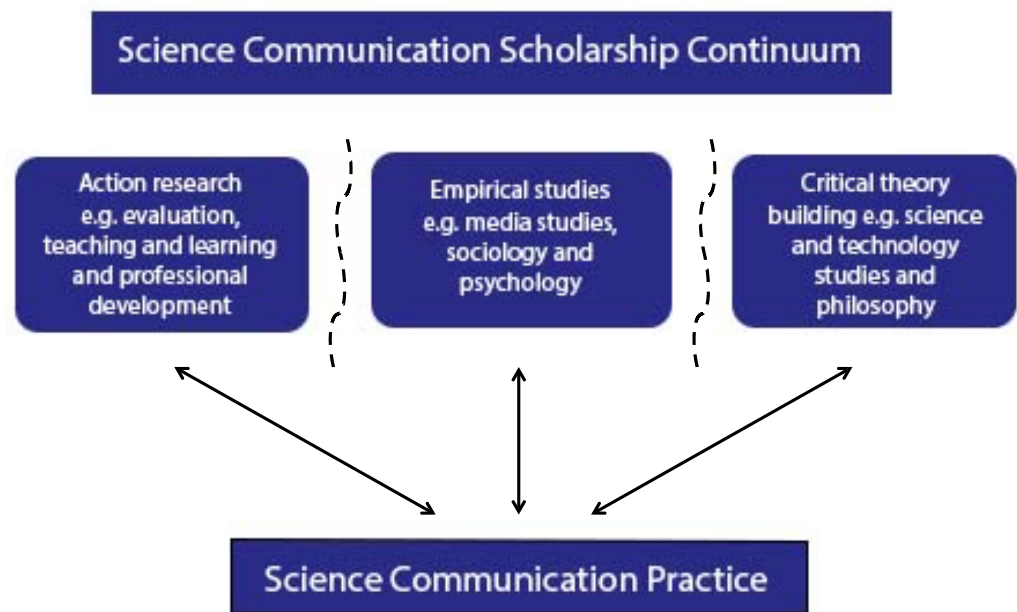 Science Communication Scholarship Continuum
Action research
e.g. evaluation,
teaching and learning
and professional
development
Empirical studies
e.g. media studies,
sociology and
psychology
Critical theory
building e.g. science
and technology
studies and
philosophy
Science Communication Practice